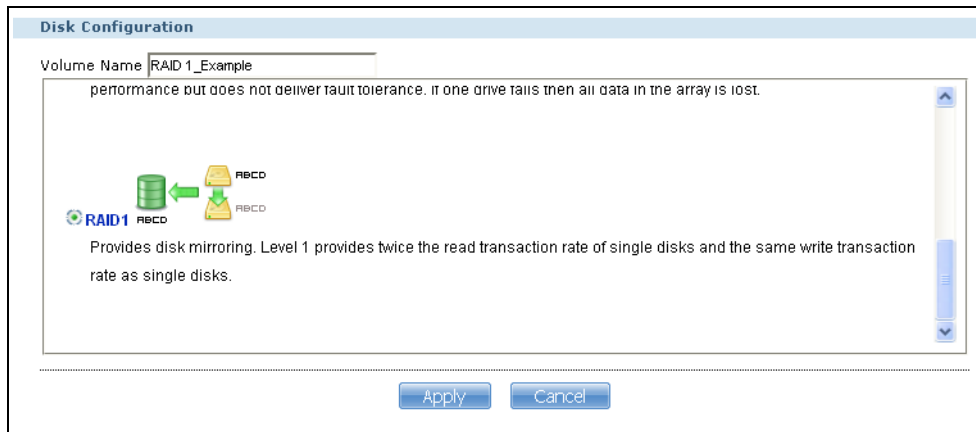 Disk Configuration
Volume Name RAID 1_Example
performance but does not deliver fault tolerance. If one drive fails then all data in the array is lost.
ABCD
ABCD
RAID1 ABCD
Provides disk mirroring. Level 1 provides twice the read transaction rate of single disks and the same write transaction
rate as single disks.
Apply Cancel